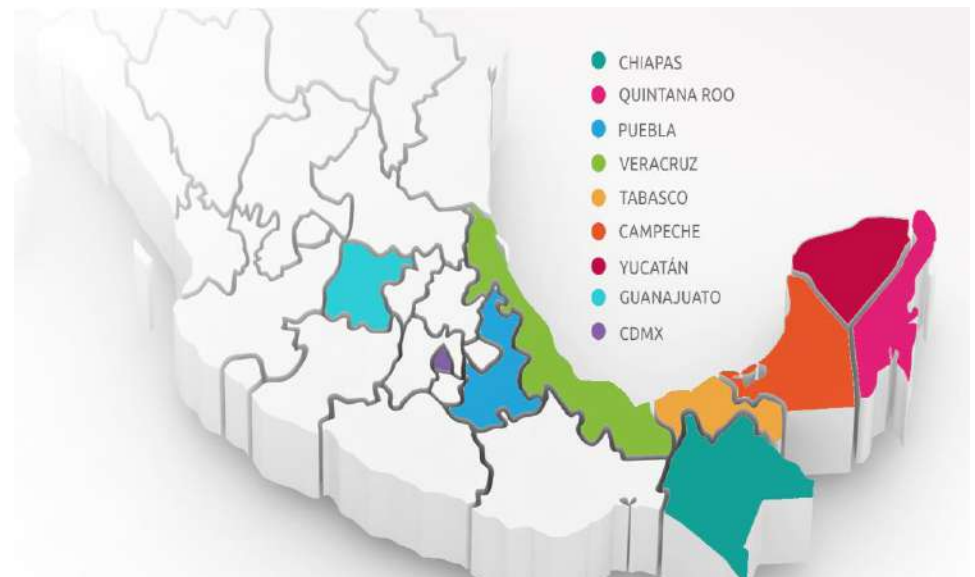 CHIAPAS
QUINTANA ROO
PUEBLA
VERACRUZ
TABASCO
CAMPECHE
YUCATÁN
GUANAJUATO
CDMX